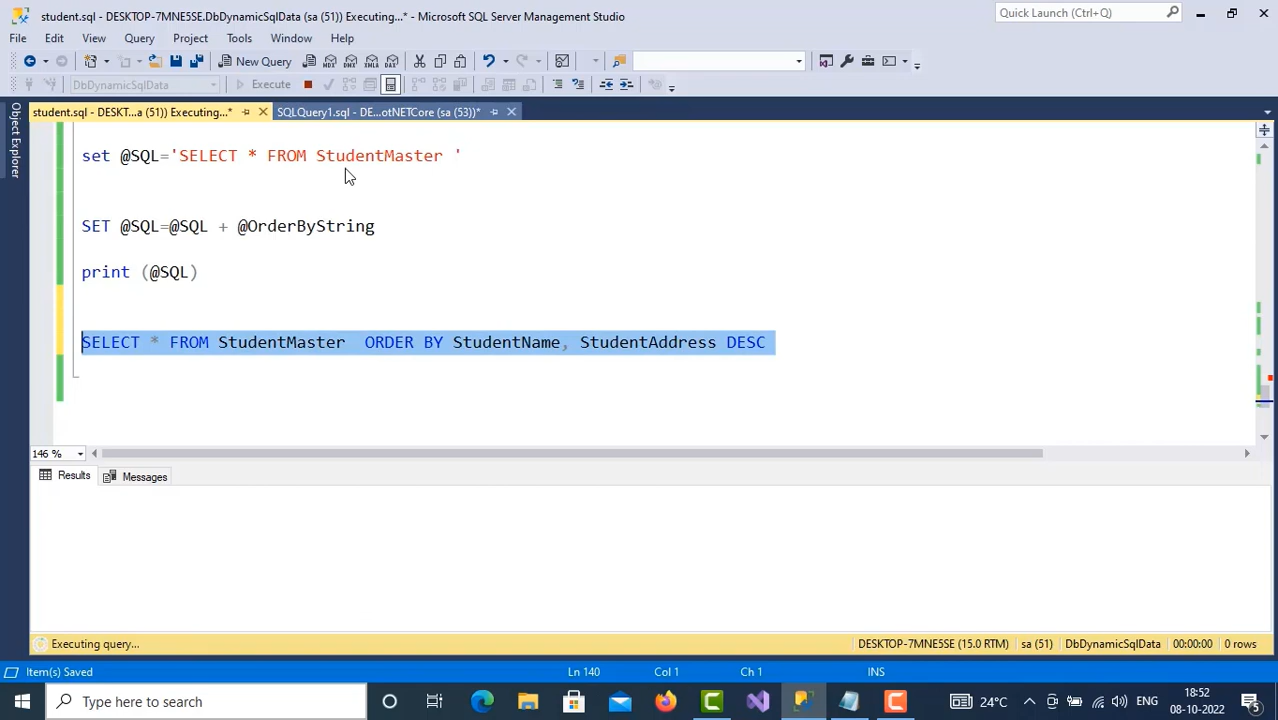 student.sql - DESKTOP-7MNE5SE.DbDynamicSqlData (sa (51)) Executing...* - Microsoft SQL Server Management Studio
Quick Launch (Ctrl+Q)
File Edit View Query Project Tools Window Help
New Query
DbDynamicSqlData Execute
student.sql - DESKT...a (51)) Executing...* SQLQuery1.sql - DE...otNETCore (sa (53))*
Object Explorer
set @SQL='SELECT * FROM StudentMaster '
SET @SQL=@SQL + @OrderByString
print (@SQL)
SELECT * FROM StudentMaster  ORDER BY StudentName, StudentAddress DESC
146 %
Results Messages
Executing query... DESKTOP-7MNE5SE (15.0 RTM) sa (51) DbDynamicSqlData 00:00:00 0 rows
Item(s) Saved Ln 140 Col 1 Ch 1 INS
Type here to search 24°C ENG 18:52
08-10-2022 5